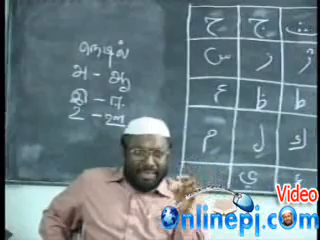 நெடில்
அ - ஆ
இ - ஈ
உ - ஊ
ح ج ث
س ز ژ
ع ظ ط
م ل ك
ي ء
Video
Onlinepj.com